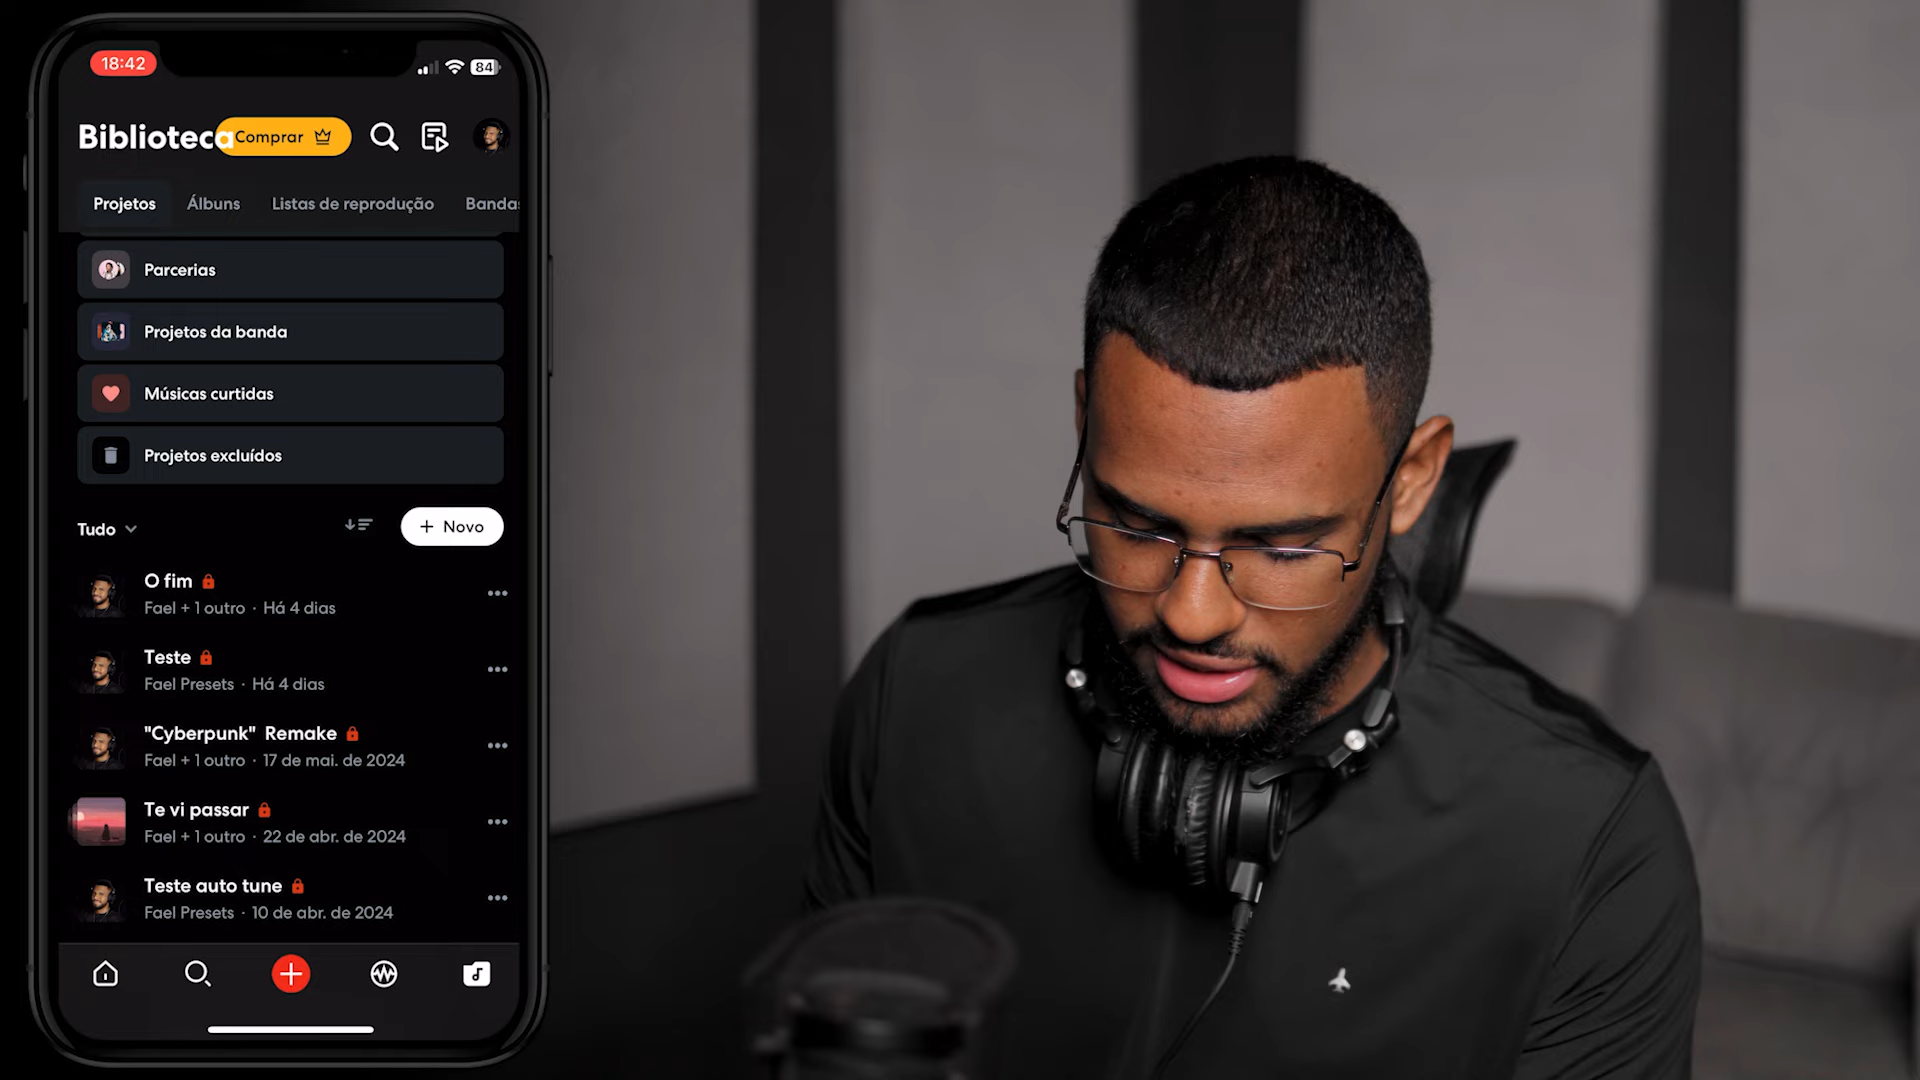 18:42
84
Biblioteca
Comprar
Projetos Álbuns Listas de reprodução Bandas
Parcerias
Projetos da banda
Músicas curtidas
Projetos excluídos
Tudo
+ Novo
O fim
Fael + 1 outro · Há 4 dias
Teste
Fael Presets · Há 4 dias
"Cyberpunk" Remake
Fael + 1 outro · 17 de mai. de 2024
Te vi passar
Fael + 1 outro · 22 de abr. de 2024
Teste auto tune
Fael Presets · 10 de abr. de 2024